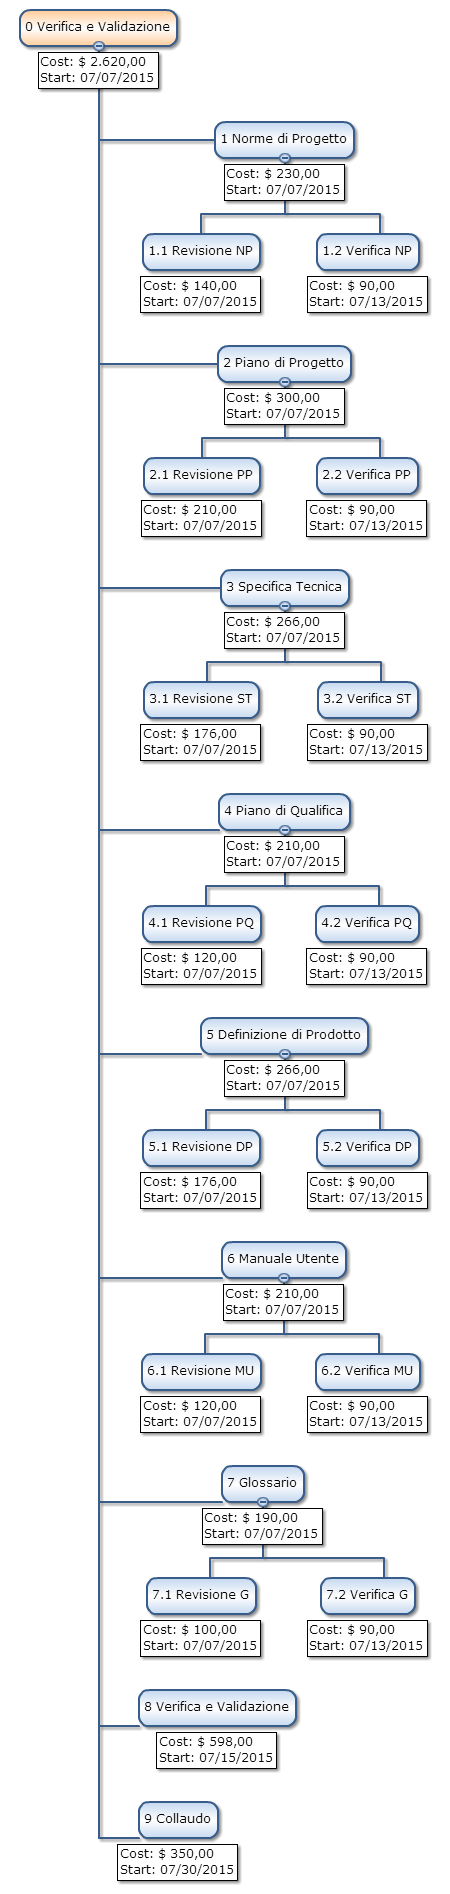 0 Verifica e Validazione
Cost: $ 2.620,00
Start: 07/07/2015
1 Norme di Progetto
Cost: $ 230,00
Start: 07/07/2015
1.1 Revisione NP
Cost: $ 140,00
Start: 07/07/2015
1.2 Verifica NP
Cost: $ 90,00
Start: 07/13/2015
2 Piano di Progetto
Cost: $ 300,00
Start: 07/07/2015
2.1 Revisione PP
Cost: $ 210,00
Start: 07/07/2015
2.2 Verifica PP
Cost: $ 90,00
Start: 07/13/2015
3 Specifica Tecnica
Cost: $ 266,00
Start: 07/07/2015
3.1 Revisione ST
Cost: $ 176,00
Start: 07/07/2015
3.2 Verifica ST
Cost: $ 90,00
Start: 07/13/2015
4 Piano di Qualifica
Cost: $ 210,00
Start: 07/07/2015
4.1 Revisione PQ
Cost: $ 120,00
Start: 07/07/2015
4.2 Verifica PQ
Cost: $ 90,00
Start: 07/13/2015
5 Definizione di Prodotto
Cost: $ 266,00
Start: 07/07/2015
5.1 Revisione DP
Cost: $ 176,00
Start: 07/07/2015
5.2 Verifica DP
Cost: $ 90,00
Start: 07/13/2015
6 Manuale Utente
Cost: $ 210,00
Start: 07/07/2015
6.1 Revisione MU
Cost: $ 120,00
Start: 07/07/2015
6.2 Verifica MU
Cost: $ 90,00
Start: 07/13/2015
7 Glossario
Cost: $ 190,00
Start: 07/07/2015
7.1 Revisione G
Cost: $ 100,00
Start: 07/07/2015
7.2 Verifica G
Cost: $ 90,00
Start: 07/13/2015
8 Verifica e Validazione
Cost: $ 598,00
Start: 07/15/2015
9 Collaudo
Cost: $ 350,00
Start: 07/30/2015